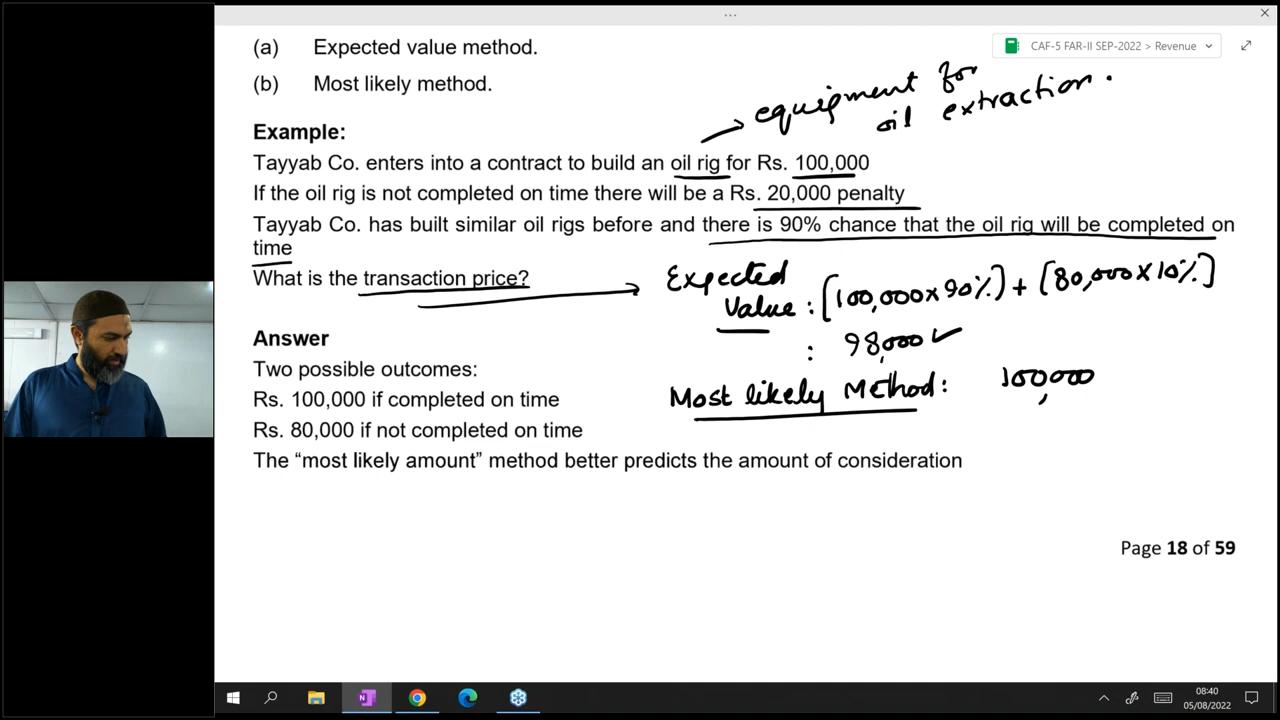 (a) Expected value method.
CAF-5 FAR-II SEP-2022 > Revenue
(b) Most likely method.
equipment for
oil extraction.
Example:
Tayyab Co. enters into a contract to build an oil rig for Rs. 100,000
If the oil rig is not completed on time there will be a Rs. 20,000 penalty
Tayyab Co. has built similar oil rigs before and there is 90% chance that the oil rig will be completed on
time
What is the transaction price?
Expected
Value : [100,000 x 90%] + [80,000 x 10%]
: 98,000
Most likely Method: 100,000
Answer
Two possible outcomes:
Rs. 100,000 if completed on time
Rs. 80,000 if not completed on time
The “most likely amount” method better predicts the amount of consideration
Page 18 of 59
08:40
05/08/2022